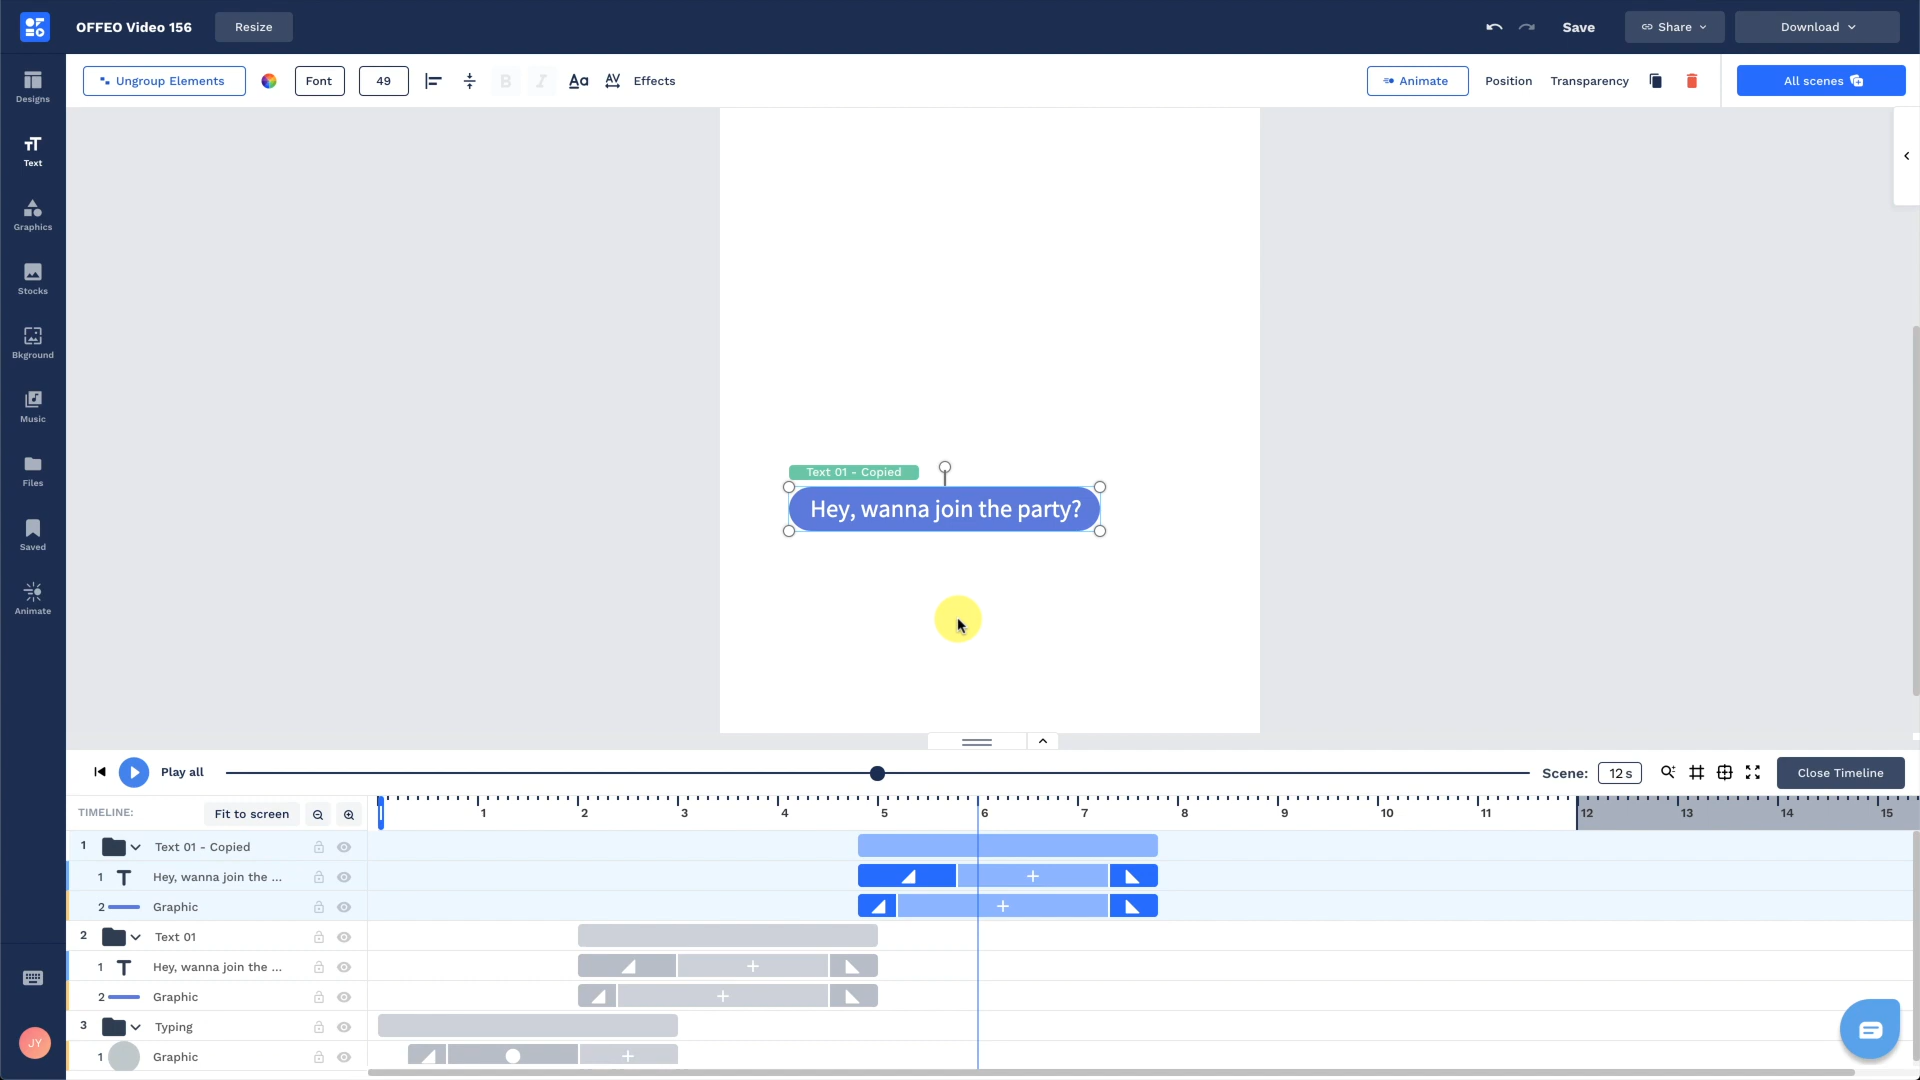 OFFEO Video 156
Resize
Save
Share
Download
Designs
Text
Graphics
Stocks
Bkground
Music
Files
Saved
Animate
JY
Ungroup Elements
Font
49
B
I
Aa
AV
Effects
Animate
Position
Transparency
All scenes
Text 01 - Copied
Hey, wanna join the party?
Play all
Scene:
12 s
Close Timeline
TIMELINE:
Fit to screen
1 2 3 4 5 6 7 8 9 10 11 12 13 14 15
1 Text 01 - Copied
1 T Hey, wanna join the ...
2 Graphic
2 Text 01
1 T Hey, wanna join the ...
2 Graphic
3 Typing
1 Graphic